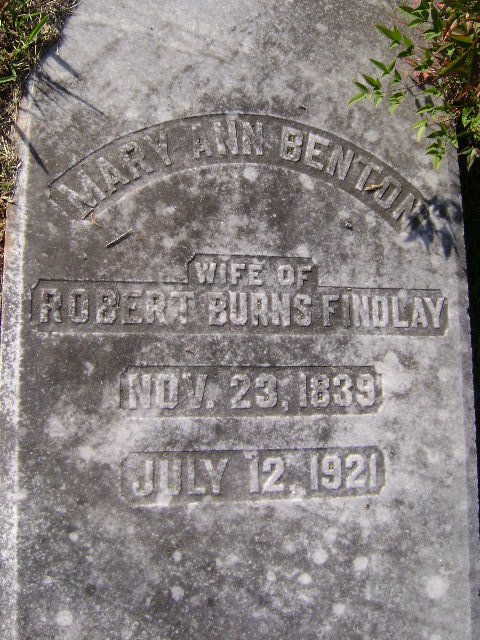 MARY ANN BENTON
WIFE OF
ROBERT BURNS FINDLAY
NOV. 23, 1839
JULY 12, 1921